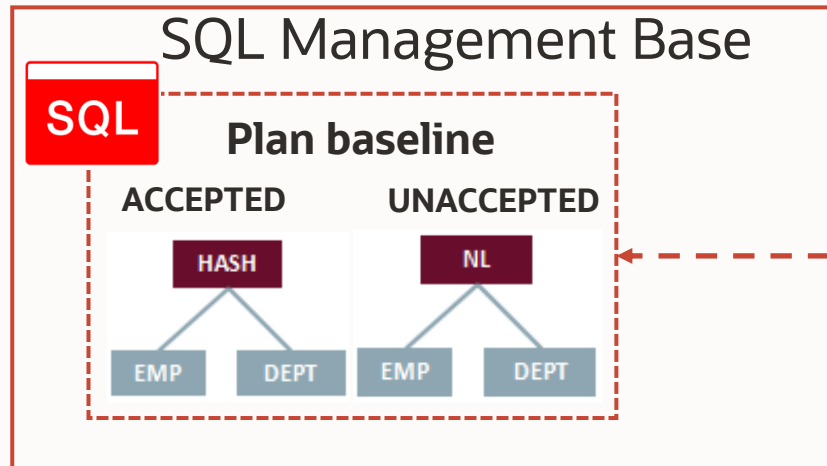 SQL Management Base
SQL
Plan baseline
ACCEPTED
UNACCEPTED
HASH
EMP
DEPT
NL
EMP
DEPT